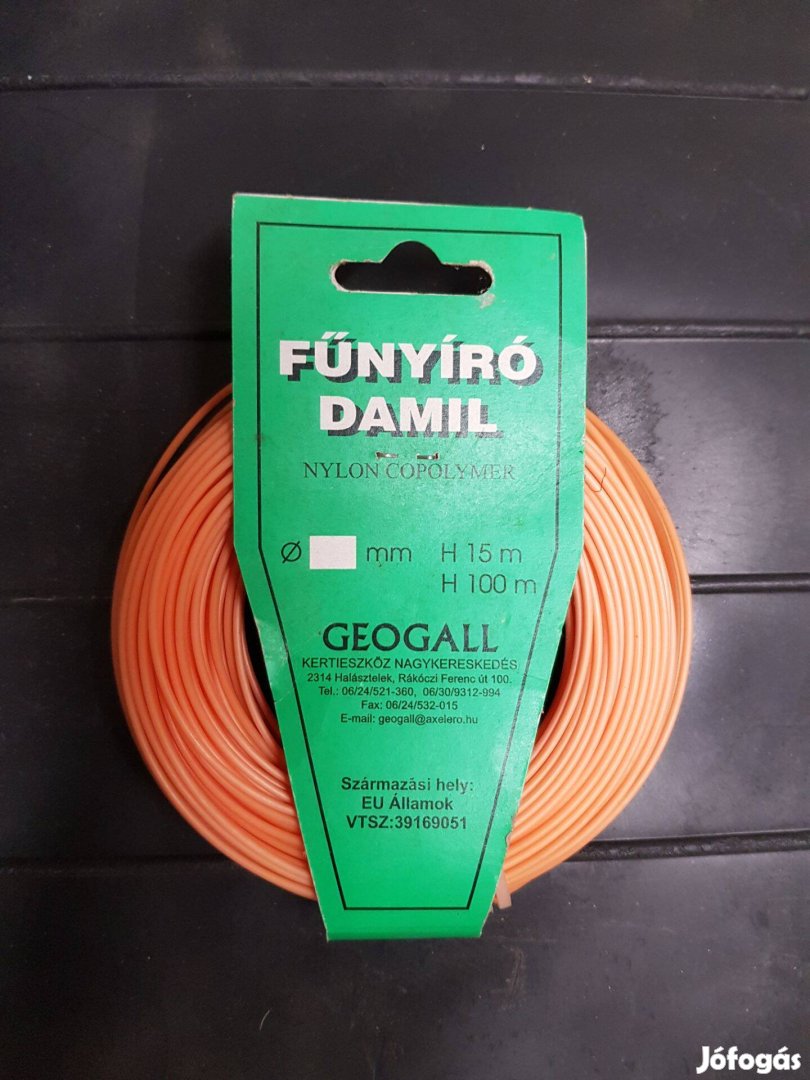 FŰNYÍRÓ
DAMIL
NYLON COPOLYMER
Ø mm H 15 m
H 100 m
GEOGALL
KERTIESZKÖZ NAGYKERESKEDÉS
2314 Halásztelek, Rákóczi Ferenc út 100.
Tel.: 06/24/521-360, 06/30/9312-994
Fax: 06/24/532-015
E-mail: geogall@axelero.hu
Származási hely:
EU Államok
VTSZ:39169051
Jófogás